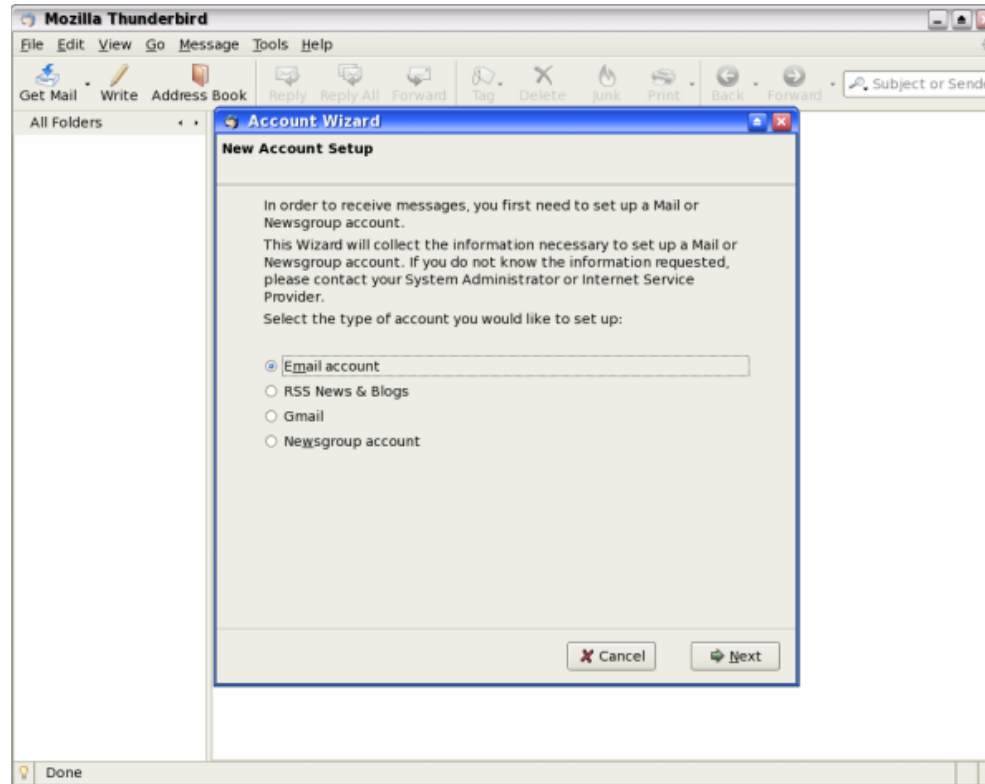 Mozilla Thunderbird
File Edit View Go Message Tools Help
Get Mail Write Address Book Reply Reply All Forward Tag Delete Junk Print Back Forward Subject or Sende
All Folders
Account Wizard
New Account Setup
In order to receive messages, you first need to set up a Mail or
Newsgroup account.
This Wizard will collect the information necessary to set up a Mail or
Newsgroup account. If you do not know the information requested,
please contact your System Administrator or Internet Service
Provider.
Select the type of account you would like to set up:
Email account
RSS News & Blogs
Gmail
Newsgroup account
Cancel Next
Done